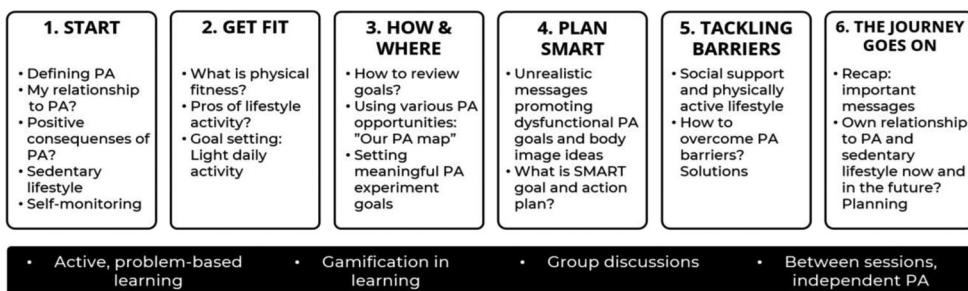 1. START
• Defining PA
• My relationship
to PA?
• Positive
consequences of
PA?
• Sedentary
lifestyle
• Self-monitoring
2. GET FIT
• What is physical
fitness?
• Pros of lifestyle
activity?
• Goal setting:
Light daily
activity
3. HOW &
WHERE
• How to review
goals?
• Using various PA
opportunities:
"Our PA map"
• Setting
meaningful PA
experiment
goals
4. PLAN
SMART
• Unrealistic
messages
promoting
dysfunctional PA
goals and body
image ideas
• What is SMART
goal and action
plan?
5. TACKLING
BARRIERS
• Social support
and physically
active lifestyle
• How to
overcome PA
barriers?
Solutions
6. THE JOURNEY
GOES ON
• Recap:
important
messages
• Own relationship
to PA and
sedentary
lifestyle now and
in the future?
Planning
• Active, problem-based
learning
• Gamification in
learning
• Group discussions
• Between sessions,
independent PA